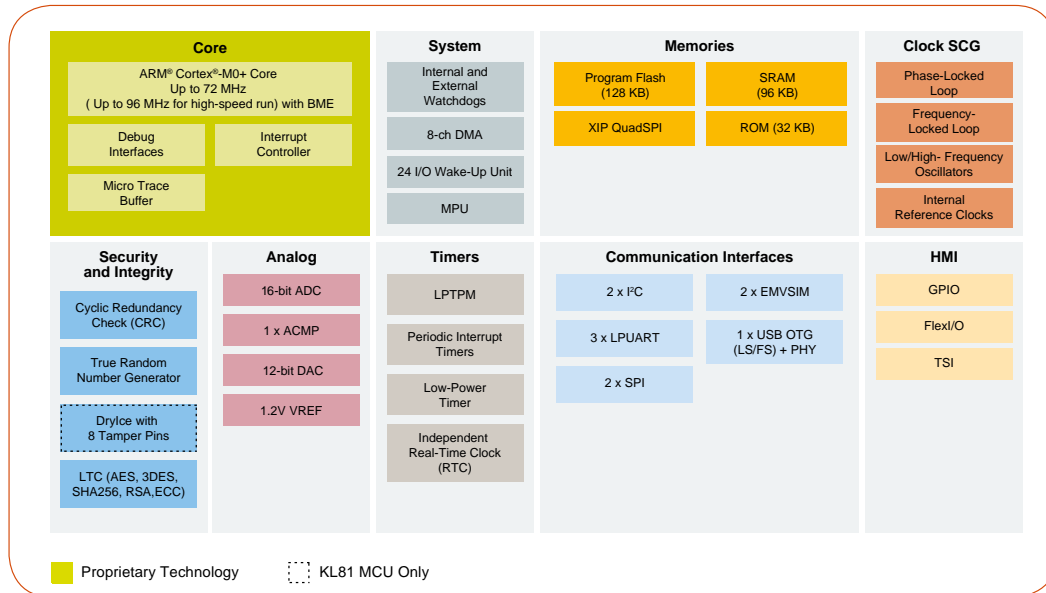 Core
ARM® Cortex®-M0+ Core
Up to 72 MHz
( Up to 96 MHz for high-speed run) with BME
Debug
Interfaces
Interrupt
Controller
Micro Trace
Buffer
System
Internal and
External
Watchdogs
8-ch DMA
24 I/O Wake-Up Unit
MPU
Memories
Program Flash
(128 KB)
SRAM
(96 KB)
XIP QuadSPI
ROM (32 KB)
Clock SCG
Phase-Locked
Loop
Frequency-
Locked Loop
Low/High- Frequency
Oscillators
Internal
Reference Clocks
Security
and Integrity
Cyclic Redundancy
Check (CRC)
True Random
Number Generator
DryIce with
8 Tamper Pins
LTC (AES, 3DES,
SHA256, RSA,ECC)
Analog
16-bit ADC
1 x ACMP
12-bit DAC
1.2V VREF
Timers
LPTPM
Periodic Interrupt
Timers
Low-Power
Timer
Independent
Real-Time Clock
(RTC)
Communication Interfaces
2 x I²C
2 x EMVSIM
3 x LPUART
1 x USB OTG
(LS/FS) + PHY
2 x SPI
HMI
GPIO
FlexI/O
TSI
Proprietary Technology
KL81 MCU Only